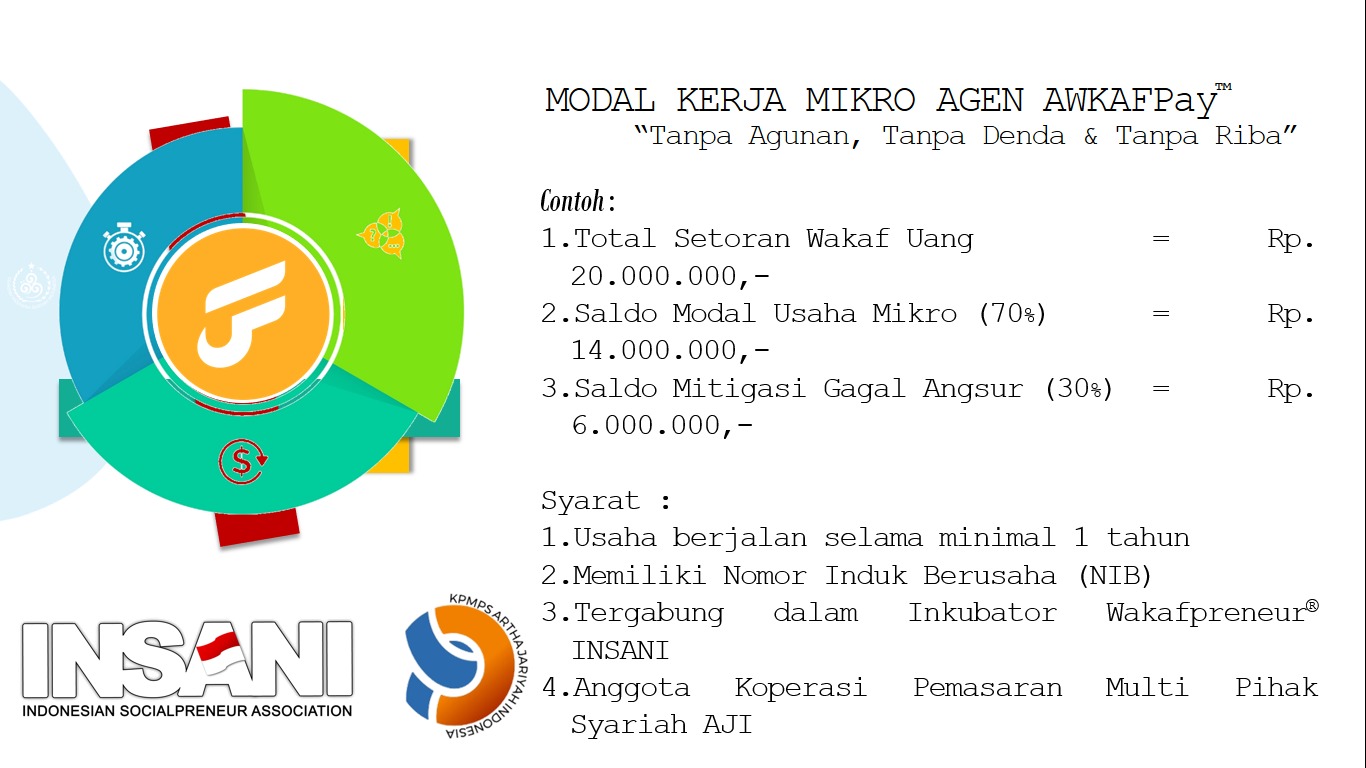 MODAL KERJA MIKRO AGEN AWKAFPay™
“Tanpa Agunan, Tanpa Denda & Tanpa Riba”
Contoh:
1.Total Setoran Wakaf Uang = Rp.
20.000.000,-
2.Saldo Modal Usaha Mikro (70%) = Rp.
14.000.000,-
3.Saldo Mitigasi Gagal Angsur (30%) = Rp.
6.000.000,-
Syarat :
1.Usaha berjalan selama minimal 1 tahun
2.Memiliki Nomor Induk Berusaha (NIB)
3.Tergabung dalam Inkubator Wakafpreneur®
INSANI
4.Anggota Koperasi Pemasaran Multi Pihak
Syariah AJI
$
INSANI
INDONESIAN SOCIALPRENEUR ASSOCIATION
KPMPS ARTHA JARIYAH INDONESIA